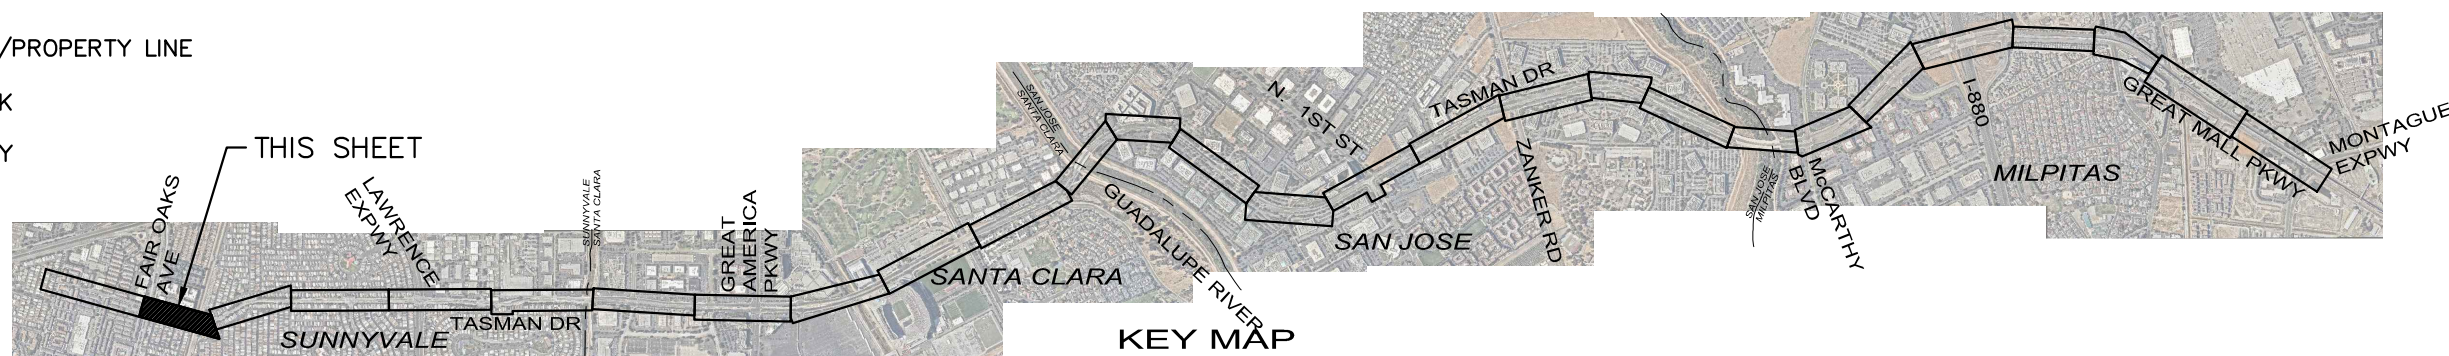 /PROPERTY LINE
K
Y
THIS SHEET
FAIR OAKS
AVE
LAWRENCE
EXPWY
SUNNYVALE
SANTA CLARA
GREAT
AMERICA
PKWY
TASMAN DR
SUNNYVALE
SANTA CLARA
SAN JOSE
SANTA CLARA
GUADALUPE RIVER
N. 1ST ST
TASMAN DR
SAN JOSE
ZANKER RD
SAN JOSE
MILPITAS
McCARTHY
BLVD
I-880
MILPITAS
GREAT MALL PKWY
MONTAGUE
EXPWY
KEY MAP